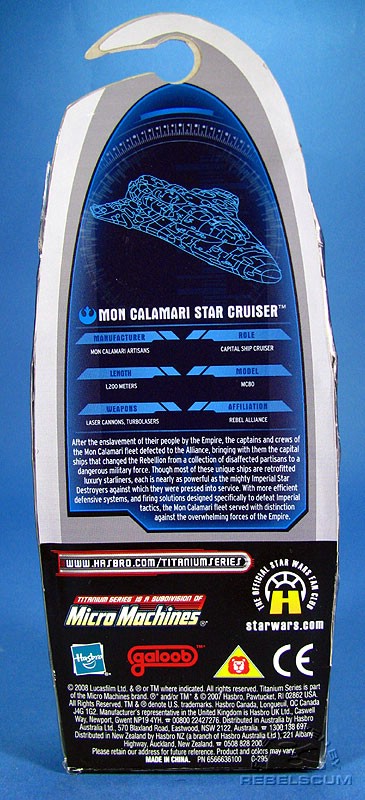 MON CALAMARI STAR CRUISER™
MANUFACTURER
MON CALAMARI ARTISANS
ROLE
CAPITAL SHIP CRUISER
LENGTH
1,200 METERS
MODEL
MC80
WEAPONS
LASER CANNONS, TURBOLASERS
AFFILIATION
REBEL ALLIANCE
After the enslavement of their people by the Empire, the captains and crews of
the Mon Calamari fleet defected to the Alliance, bringing with them the capital
ships that changed the Rebellion from a collection of disaffected partisans to a
dangerous military force. Though most of these unique ships are retrofitted
luxury starliners, each is nearly as powerful as the mighty Imperial Star
Destroyers against which they were pressed into service. With more efficient
defensive systems, and firing solutions designed specifically to defeat Imperial
tactics, the Mon Calamari fleet served with distinction
against the overwhelming forces of the Empire.
WWW.HASBRO.COM/TITANIUMSERIES
TITANIUM SERIES IS A SUBDIVISION OF
Micro Machines®
THE OFFICIAL STAR WARS FAN CLUB
H
starwars.com
Hasbro
galoob
CE
© 2008 Lucasfilm Ltd. & ® or TM where indicated. All rights reserved. Titanium Series is part
of the Micro Machines brand. ®* and/or TM* & © 2007 Hasbro, Pawtucket, RI 02862 USA.
All Rights Reserved. TM & ® denote U.S. trademarks. Hasbro Canada, Longueuil, QC Canada
J4G 1G2. Manufacturer's representative in the United Kingdom is Hasbro UK Ltd., Caswell
Way, Newport, Gwent NP19 4YH. ☎ 00800 22427276. Distributed in Australia by Hasbro
Australia Ltd., 570 Blaxland Road, Eastwood, NSW 2122, Australia. ☎ 1300 138 697.
Distributed in New Zealand by Hasbro NZ (a branch of Hasbro Australia Ltd.), 221 Albany
Highway, Auckland, New Zealand. ☎ 0508 828 200.
Please retain our address for future reference. Product and colors may vary.
MADE IN CHINA. PN 6566636100 C-295
REBELSCUM